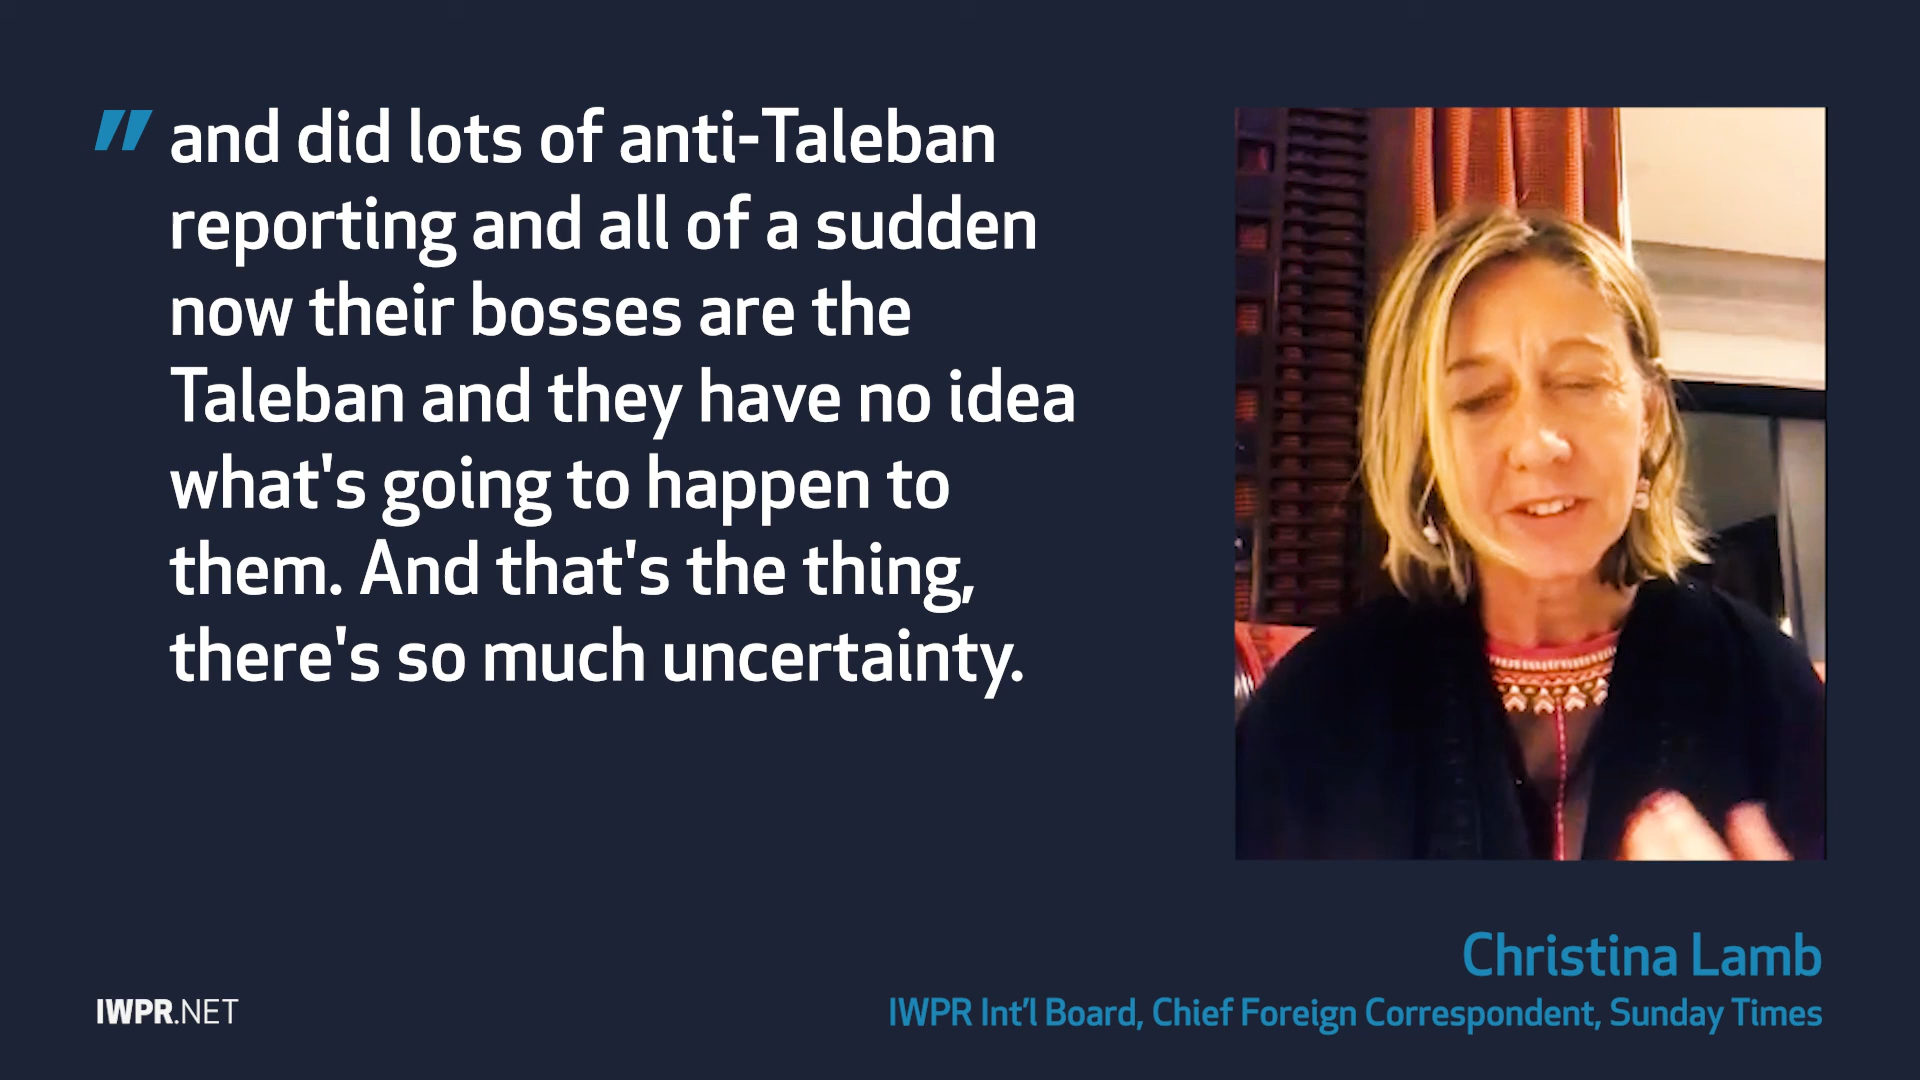 " and did lots of anti-Taleban
reporting and all of a sudden
now their bosses are the
Taleban and they have no idea
what's going to happen to
them. And that's the thing,
there's so much uncertainty.
Christina Lamb
IWPR Int'l Board, Chief Foreign Correspondent, Sunday Times
IWPR.NET